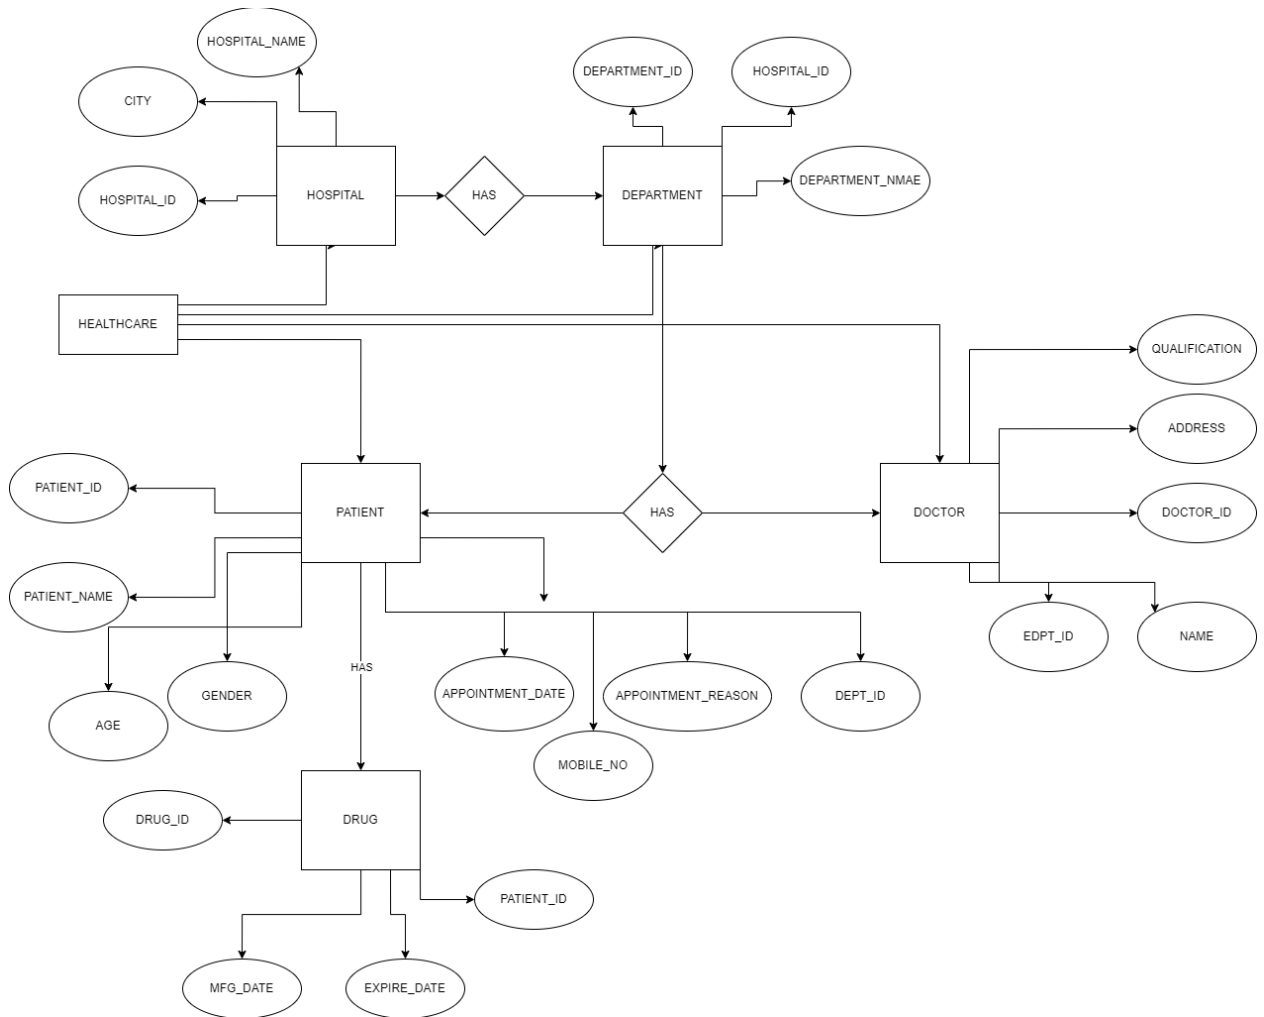 HOSPITAL_NAME
CITY
DEPARTMENT_ID
HOSPITAL_ID
HOSPITAL_ID
HOSPITAL
HAS
DEPARTMENT
DEPARTMENT_NMAE
HEALTHCARE
QUALIFICATION
ADDRESS
PATIENT_ID
PATIENT
HAS
DOCTOR
DOCTOR_ID
PATIENT_NAME
EDPT_ID
NAME
HAS
GENDER
AGE
APPOINTMENT_DATE
APPOINTMENT_REASON
DEPT_ID
MOBILE_NO
DRUG_ID
DRUG
PATIENT_ID
MFG_DATE
EXPIRE_DATE